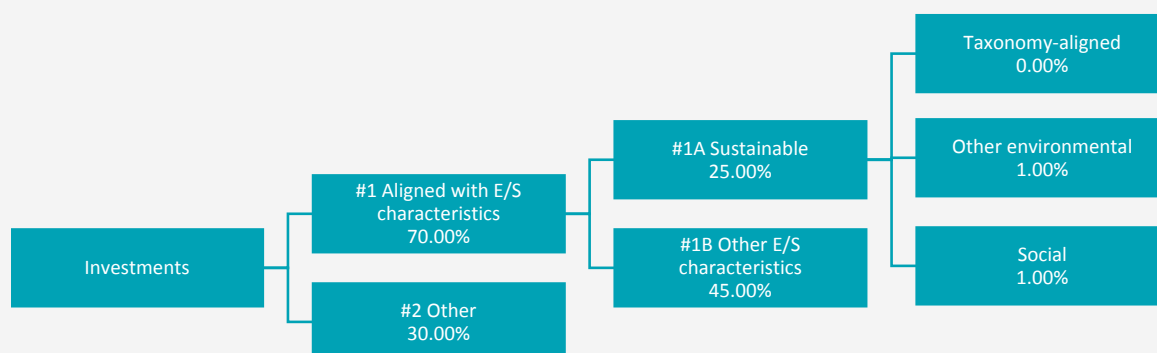 Investments
#1 Aligned with E/S
characteristics
70.00%
#2 Other
30.00%
#1A Sustainable
25.00%
#1B Other E/S
characteristics
45.00%
Taxonomy-aligned
0.00%
Other environmental
1.00%
Social
1.00%